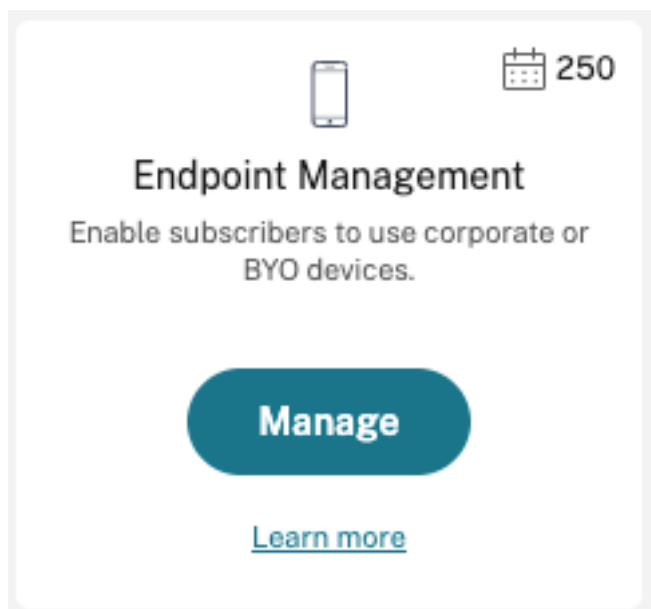 250
Endpoint Management
Enable subscribers to use corporate or
BYO devices.
Manage
Learn more